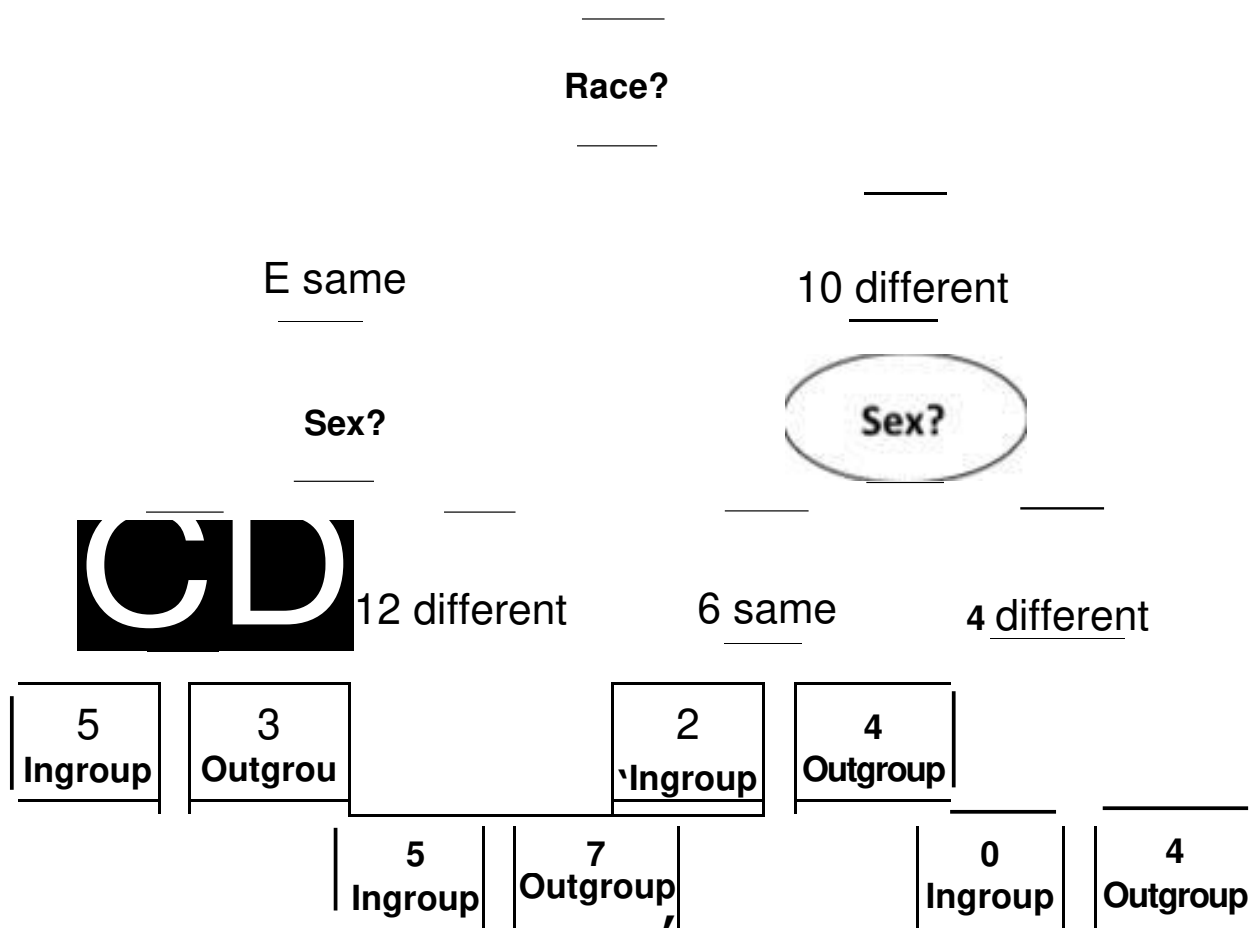 Race?
E same
10 different
Sex?
Sex?
CD
12 different
6 same
4 different
5
Ingroup
3
Outgrou
2
‵Ingroup
4
Outgroup
5
Ingroup
7
Outgroup,
0
Ingroup
4
Outgroup